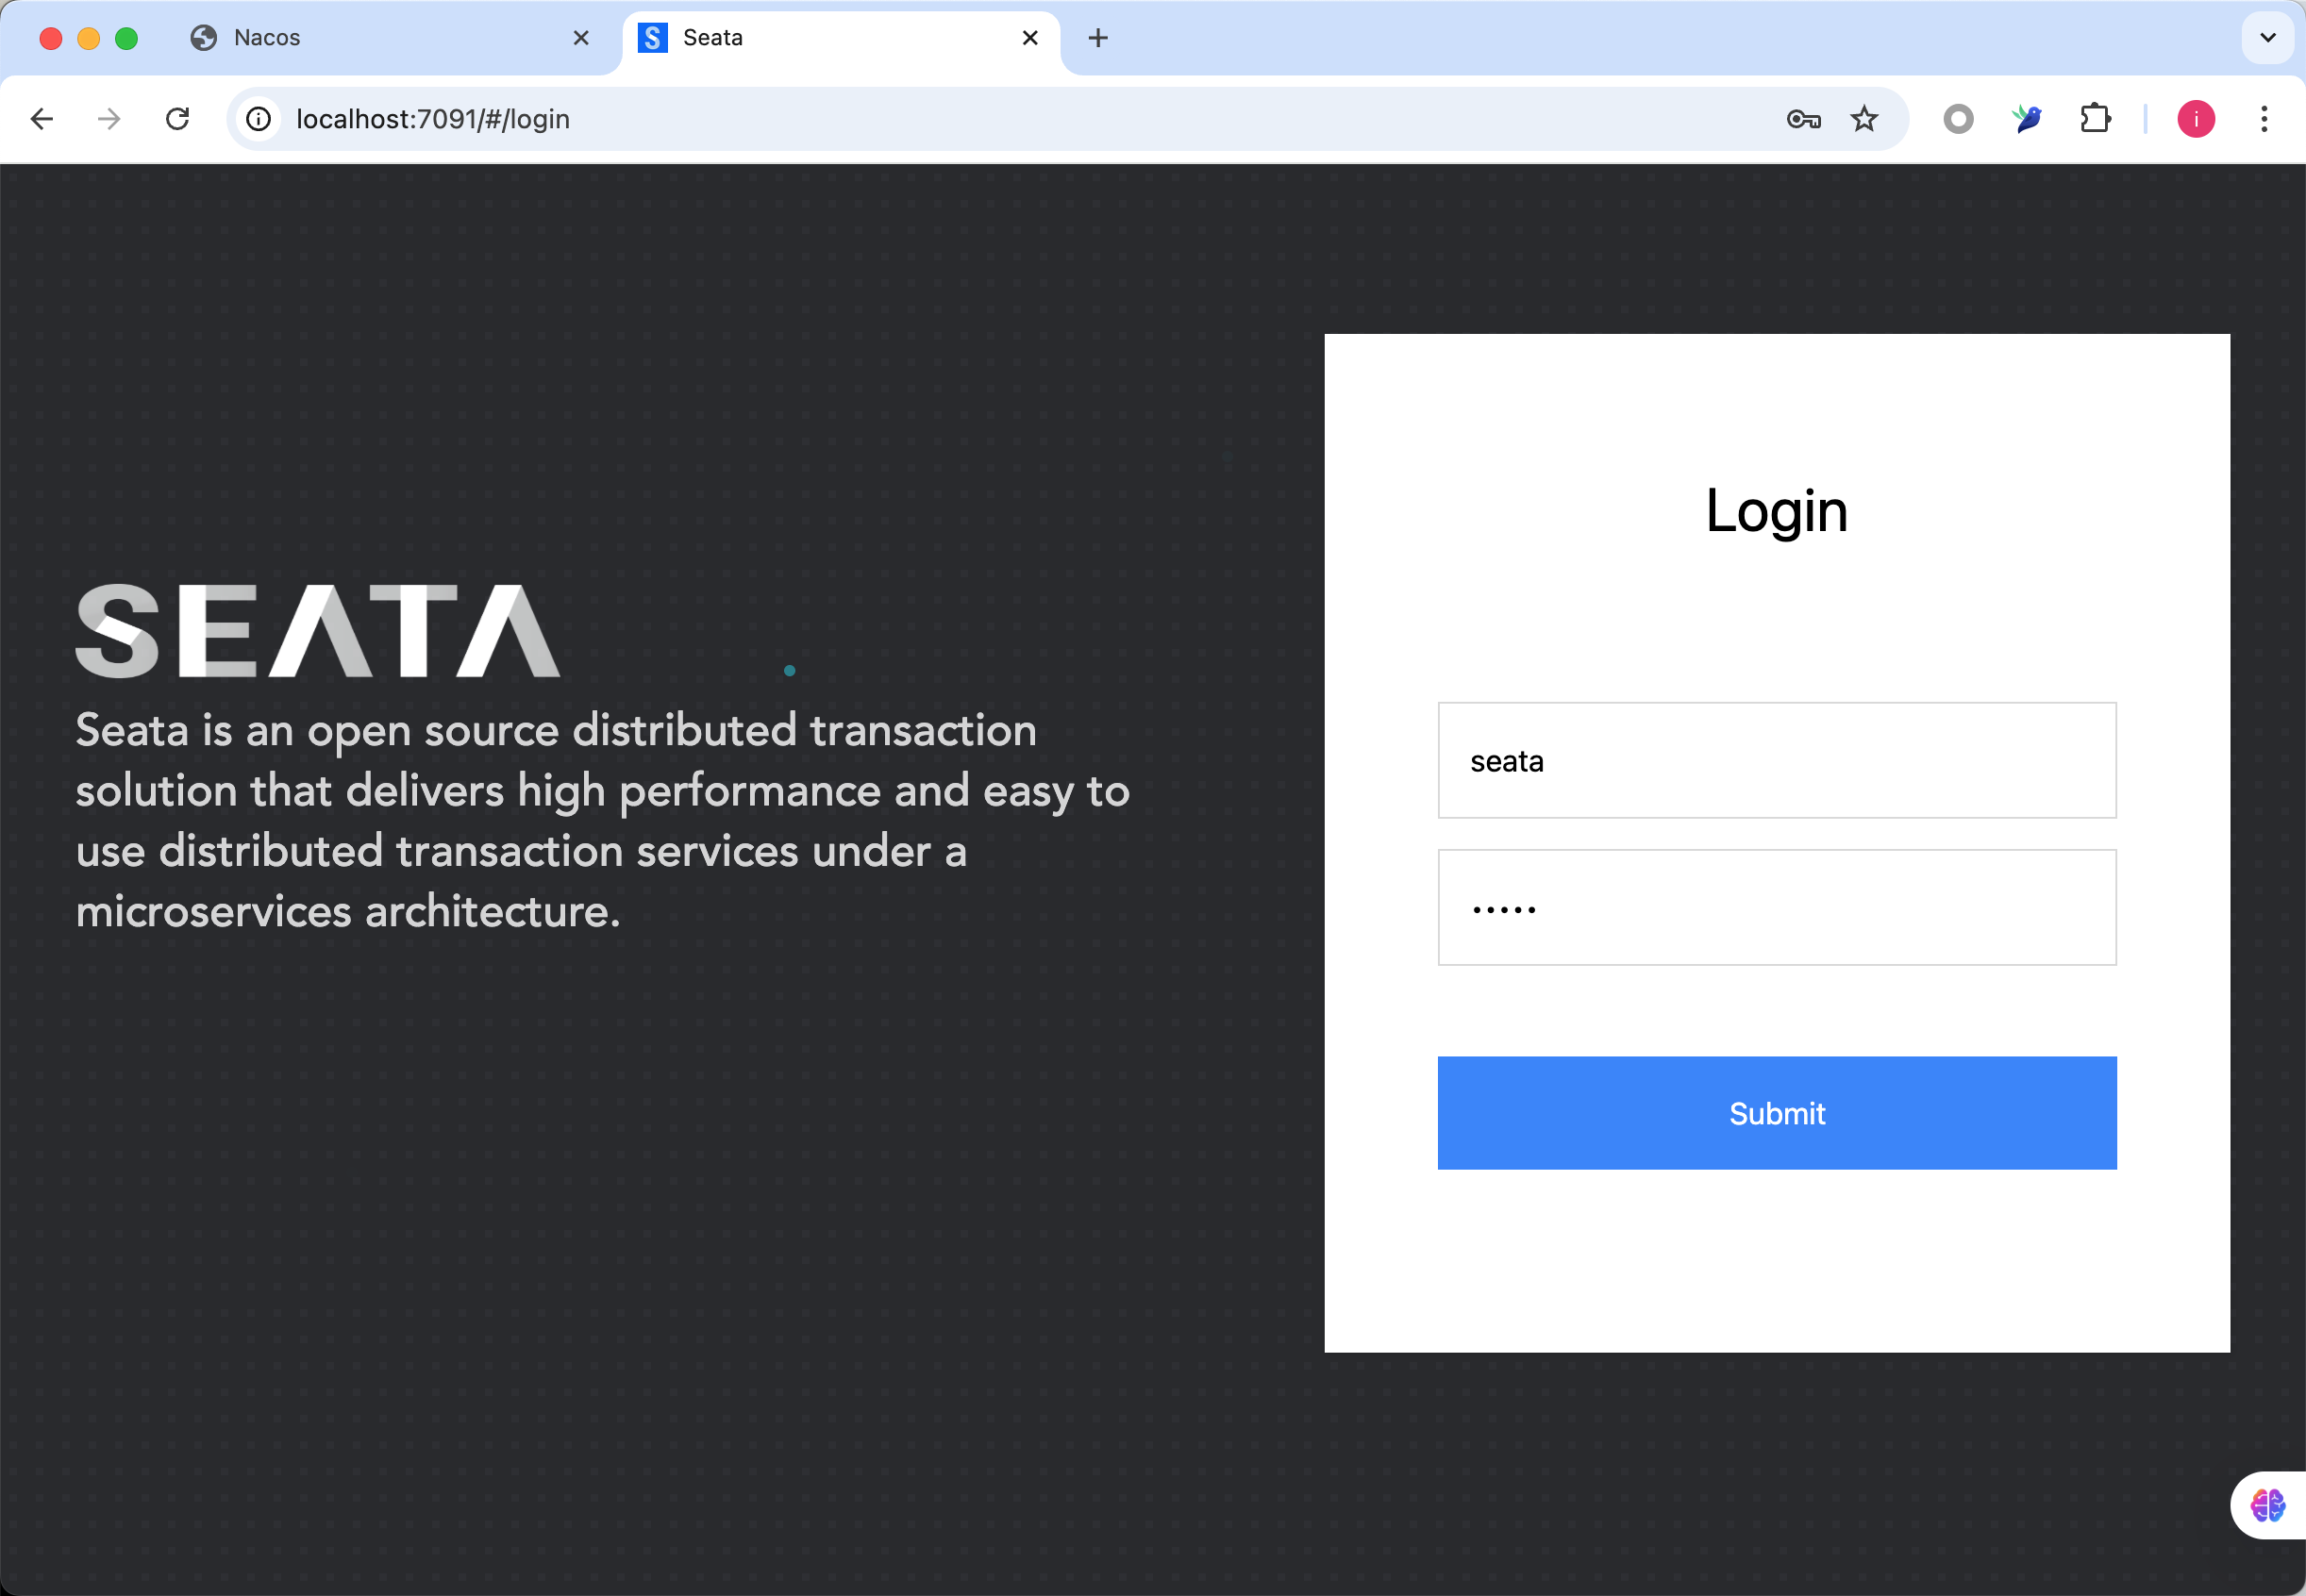 Nacos
Seata
localhost:7091/#/login
i
SEATA
Seata is an open source distributed transaction
solution that delivers high performance and easy to
use distributed transaction services under a
microservices architecture.
Login
seata
•••••
Submit